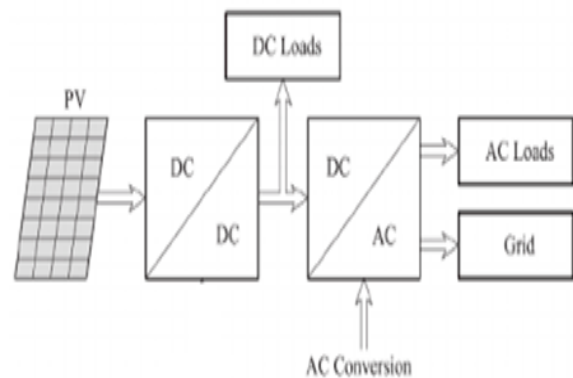 DC Loads
PV
DC
DC
DC
AC
AC Loads
Grid
AC Conversion